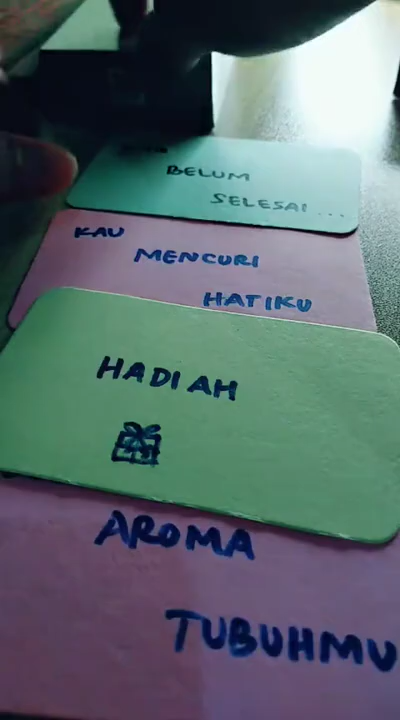 BELUM
SELESAI...
KAU
MENCURI
HATIKU
HADIAH
AROMA
TUBUHMU